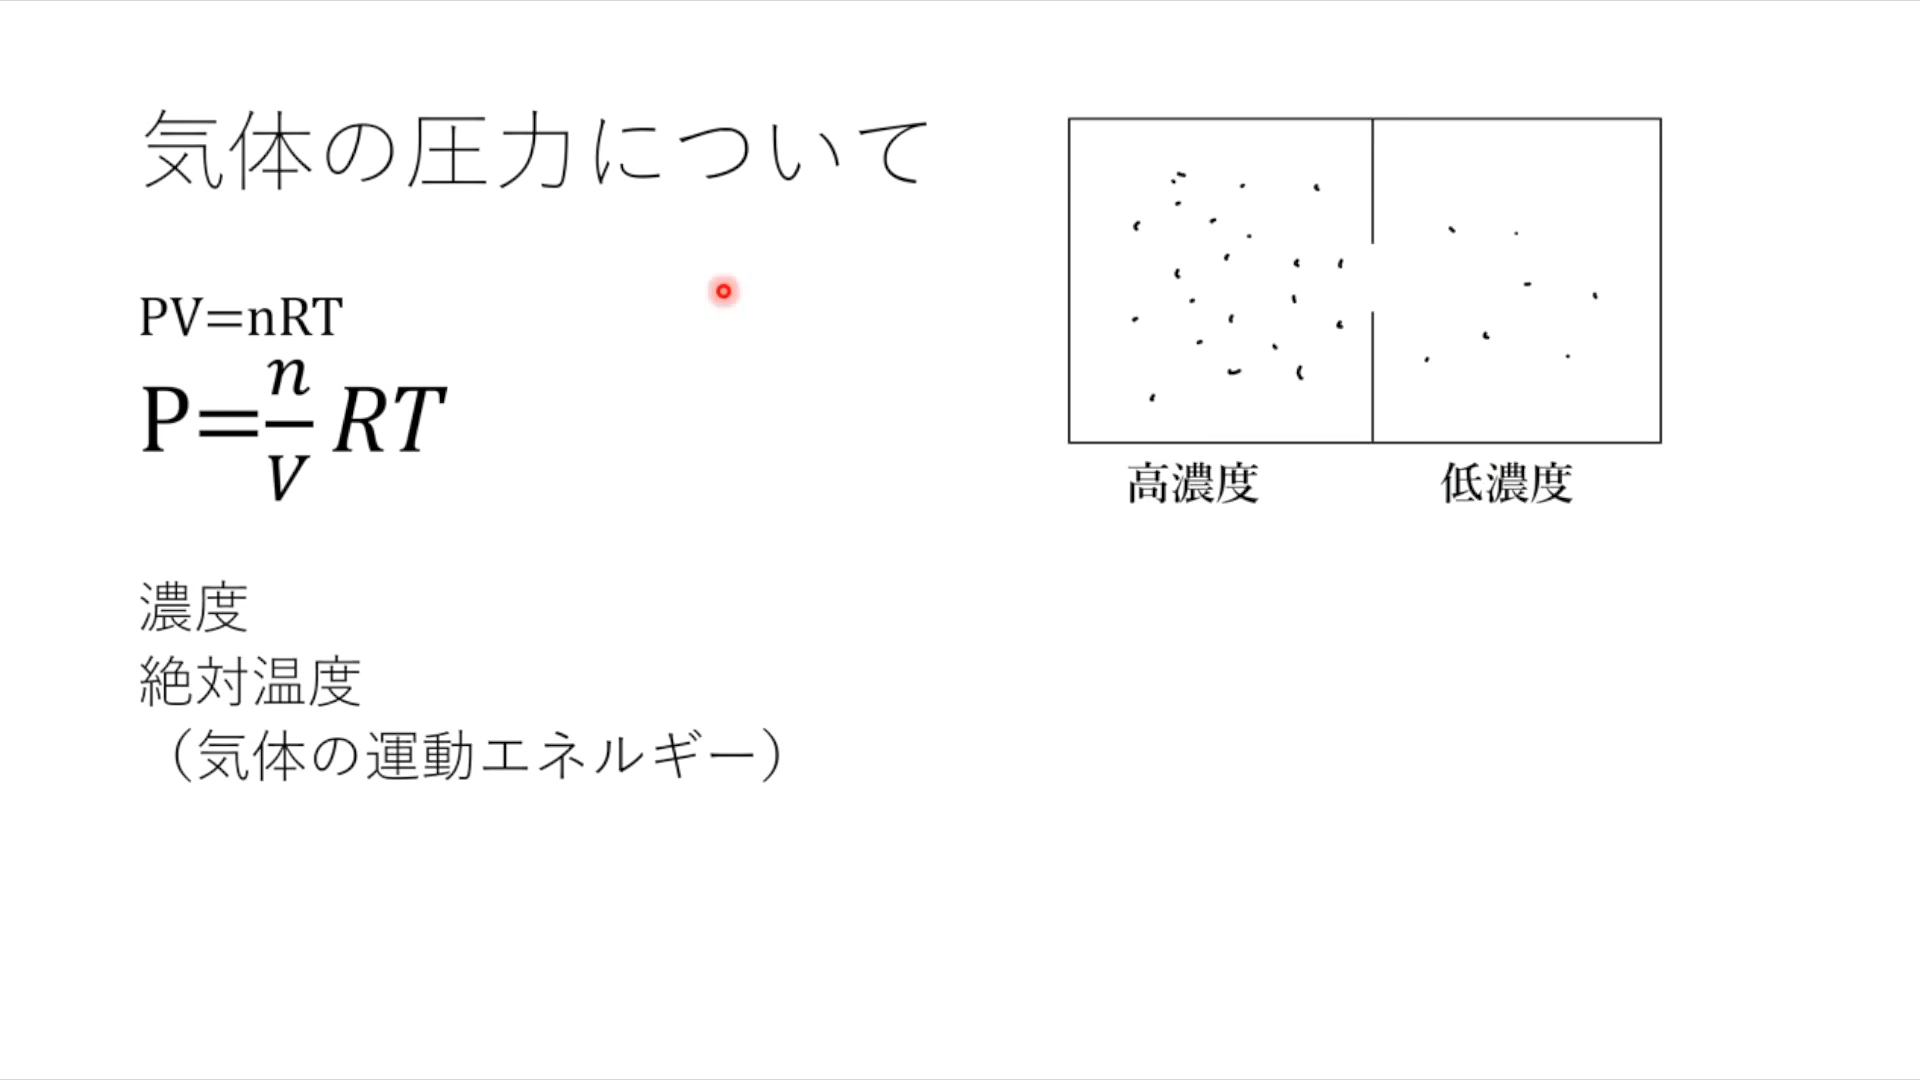 気体の圧力について
PV=nRT
P=n/V RT
濃度
絶対温度
（気体の運動エネルギー）
高濃度
低濃度